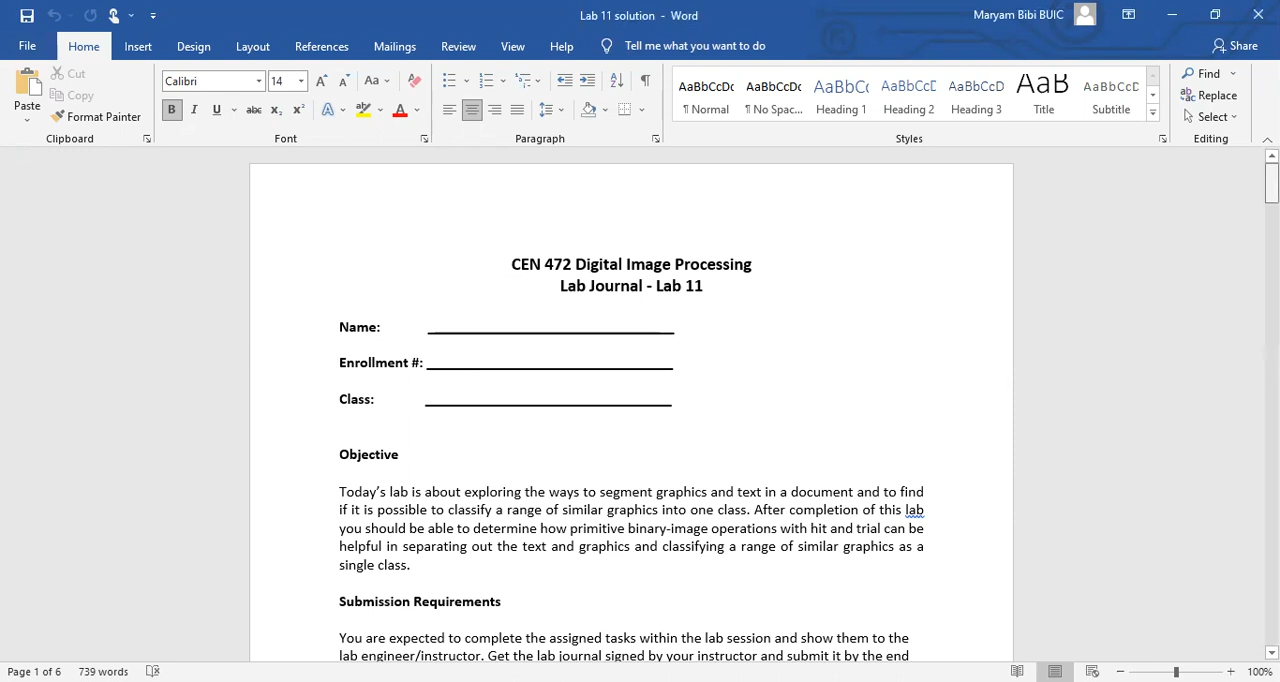 Lab 11 solution - Word
Maryam Bibi BUIC
File Home Insert Design Layout References Mailings Review View Help Tell me what you want to do Share
Paste
Cut
Copy
Format Painter
Calibri 14
Aa
B I U abc x₂ x² A A
AaBbCcDc AaBbCcDc AaBbC AaBbCcD AaBbCcD AaB AaBbCcD
¶ Normal ¶ No Spac... Heading 1 Heading 2 Heading 3 Title Subtitle
Find
Replace
Select
Clipboard Font Paragraph Styles Editing
CEN 472 Digital Image Processing
Lab Journal - Lab 11
Name:
Enrollment #:
Class:
Objective
Today's lab is about exploring the ways to segment graphics and text in a document and to find
if it is possible to classify a range of similar graphics into one class. After completion of this lab
you should be able to determine how primitive binary-image operations with hit and trial can be
helpful in separating out the text and graphics and classifying a range of similar graphics as a
single class.
Submission Requirements
You are expected to complete the assigned tasks within the lab session and show them to the
lab engineer/instructor. Get the lab journal signed by your instructor and submit it by the end
Page 1 of 6 739 words 100%